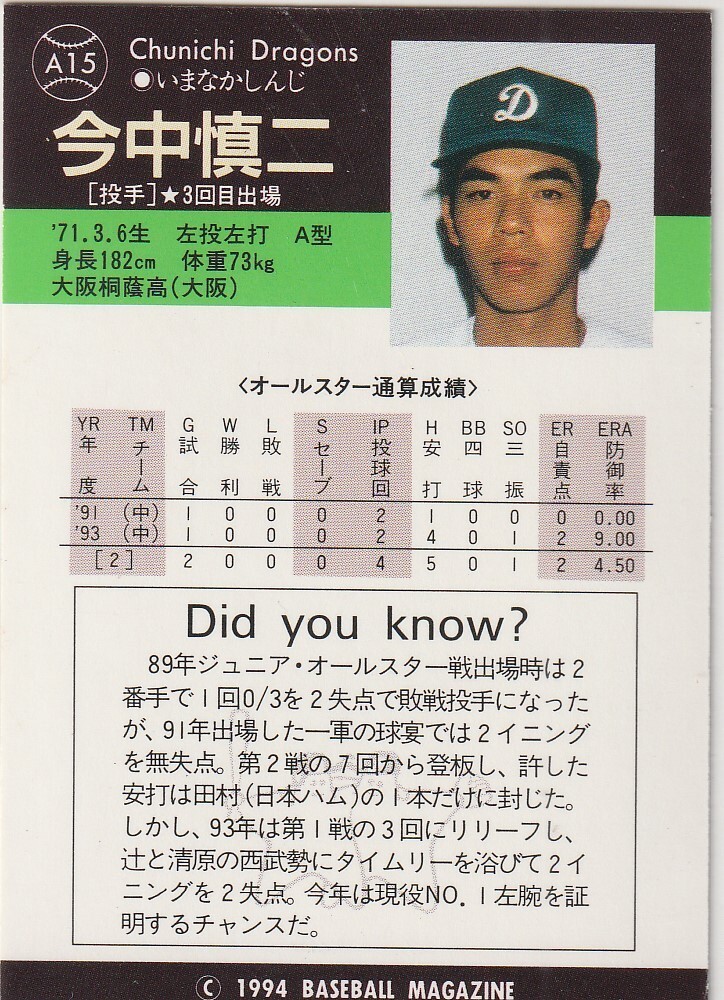 A15
Chunichi Dragons
●いまなかしんじ
今中慎二
[投手]★3回目出場
'71.3.6生 左投左打 A型
身長182cm 体重73kg
大阪桐蔭高(大阪)
D
〈オールスター通算成績〉
YR TM G W L S IP H BB SO ER ERA
年度 チーム 試合 勝利 敗戦 セーブ 投球回 安打 四球 三振 自責点 防御率
'91 (中) 1 0 0 0 2 1 0 0 0 0.00
'93 (中) 1 0 0 0 2 4 0 1 2 9.00
[2] 2 0 0 0 4 5 0 1 2 4.50
Did you know?
89年ジュニア・オールスター戦出場時は2
番手で1回0/3を2失点で敗戦投手になった
が、91年出場した一軍の球宴では2イニング
を無失点。第2戦の7回から登板し、許した
安打は田村(日本ハム)の1本だけに封じた。
しかし、93年は第1戦の3回にリリーフし、
辻と清原の西武勢にタイムリーを浴びて2イ
ニングを2失点。今年は現役NO.1左腕を証
明するチャンスだ。
© 1994 BASEBALL MAGAZINE